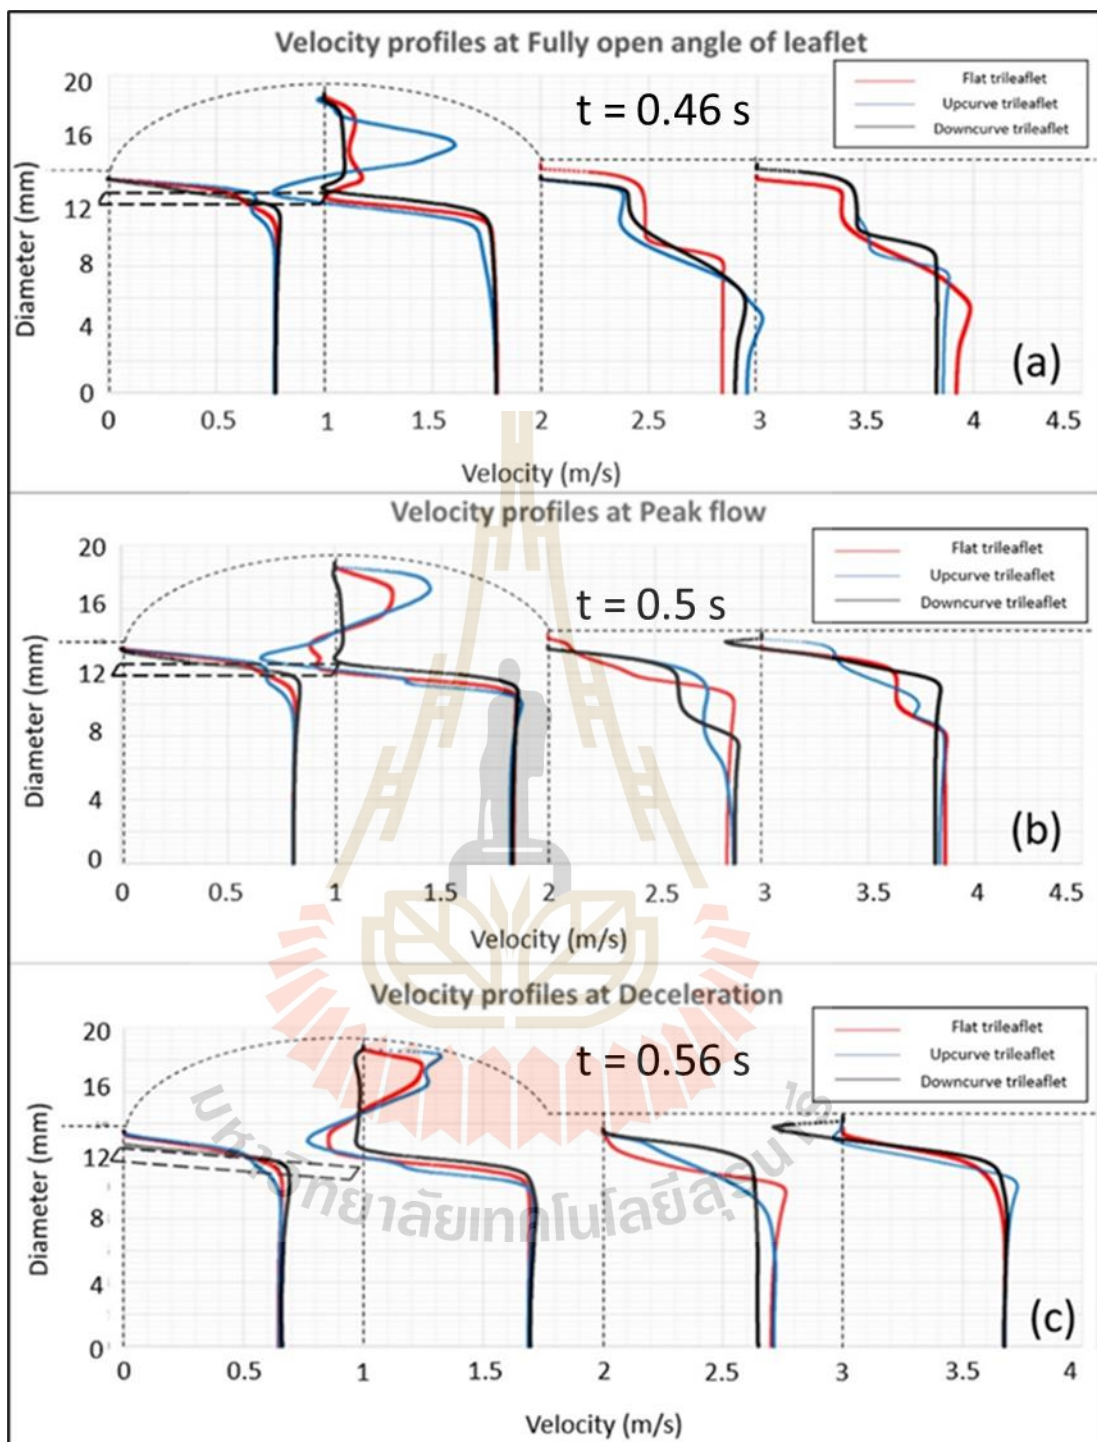 Velocity profiles at Fully open angle of leaflet
t = 0.46 s
Flat trileaflet
Upcurve trileaflet
Downcurve trileaflet
Diameter (mm)
20
16
12
8
4
0
(a)
0 0.5 1 1.5 2 2.5 3 3.5 4 4.5
Velocity (m/s)
Velocity profiles at Peak flow
t = 0.5 s
Flat trileaflet
Upcurve trileaflet
Downcurve trileaflet
Diameter (mm)
20
16
12
8
4
0
(b)
0 0.5 1 1.5 2 2.5 3 3.5 4 4.5
Velocity (m/s)
Velocity profiles at Deceleration
t = 0.56 s
Flat trileaflet
Upcurve trileaflet
Downcurve trileaflet
Diameter (mm)
20
16
12
8
4
0
(c)
0 0.5 1 1.5 2 2.5 3 3.5 4
Velocity (m/s)
มหาวิทยาลัยเทคโนโลยีสุรนารี